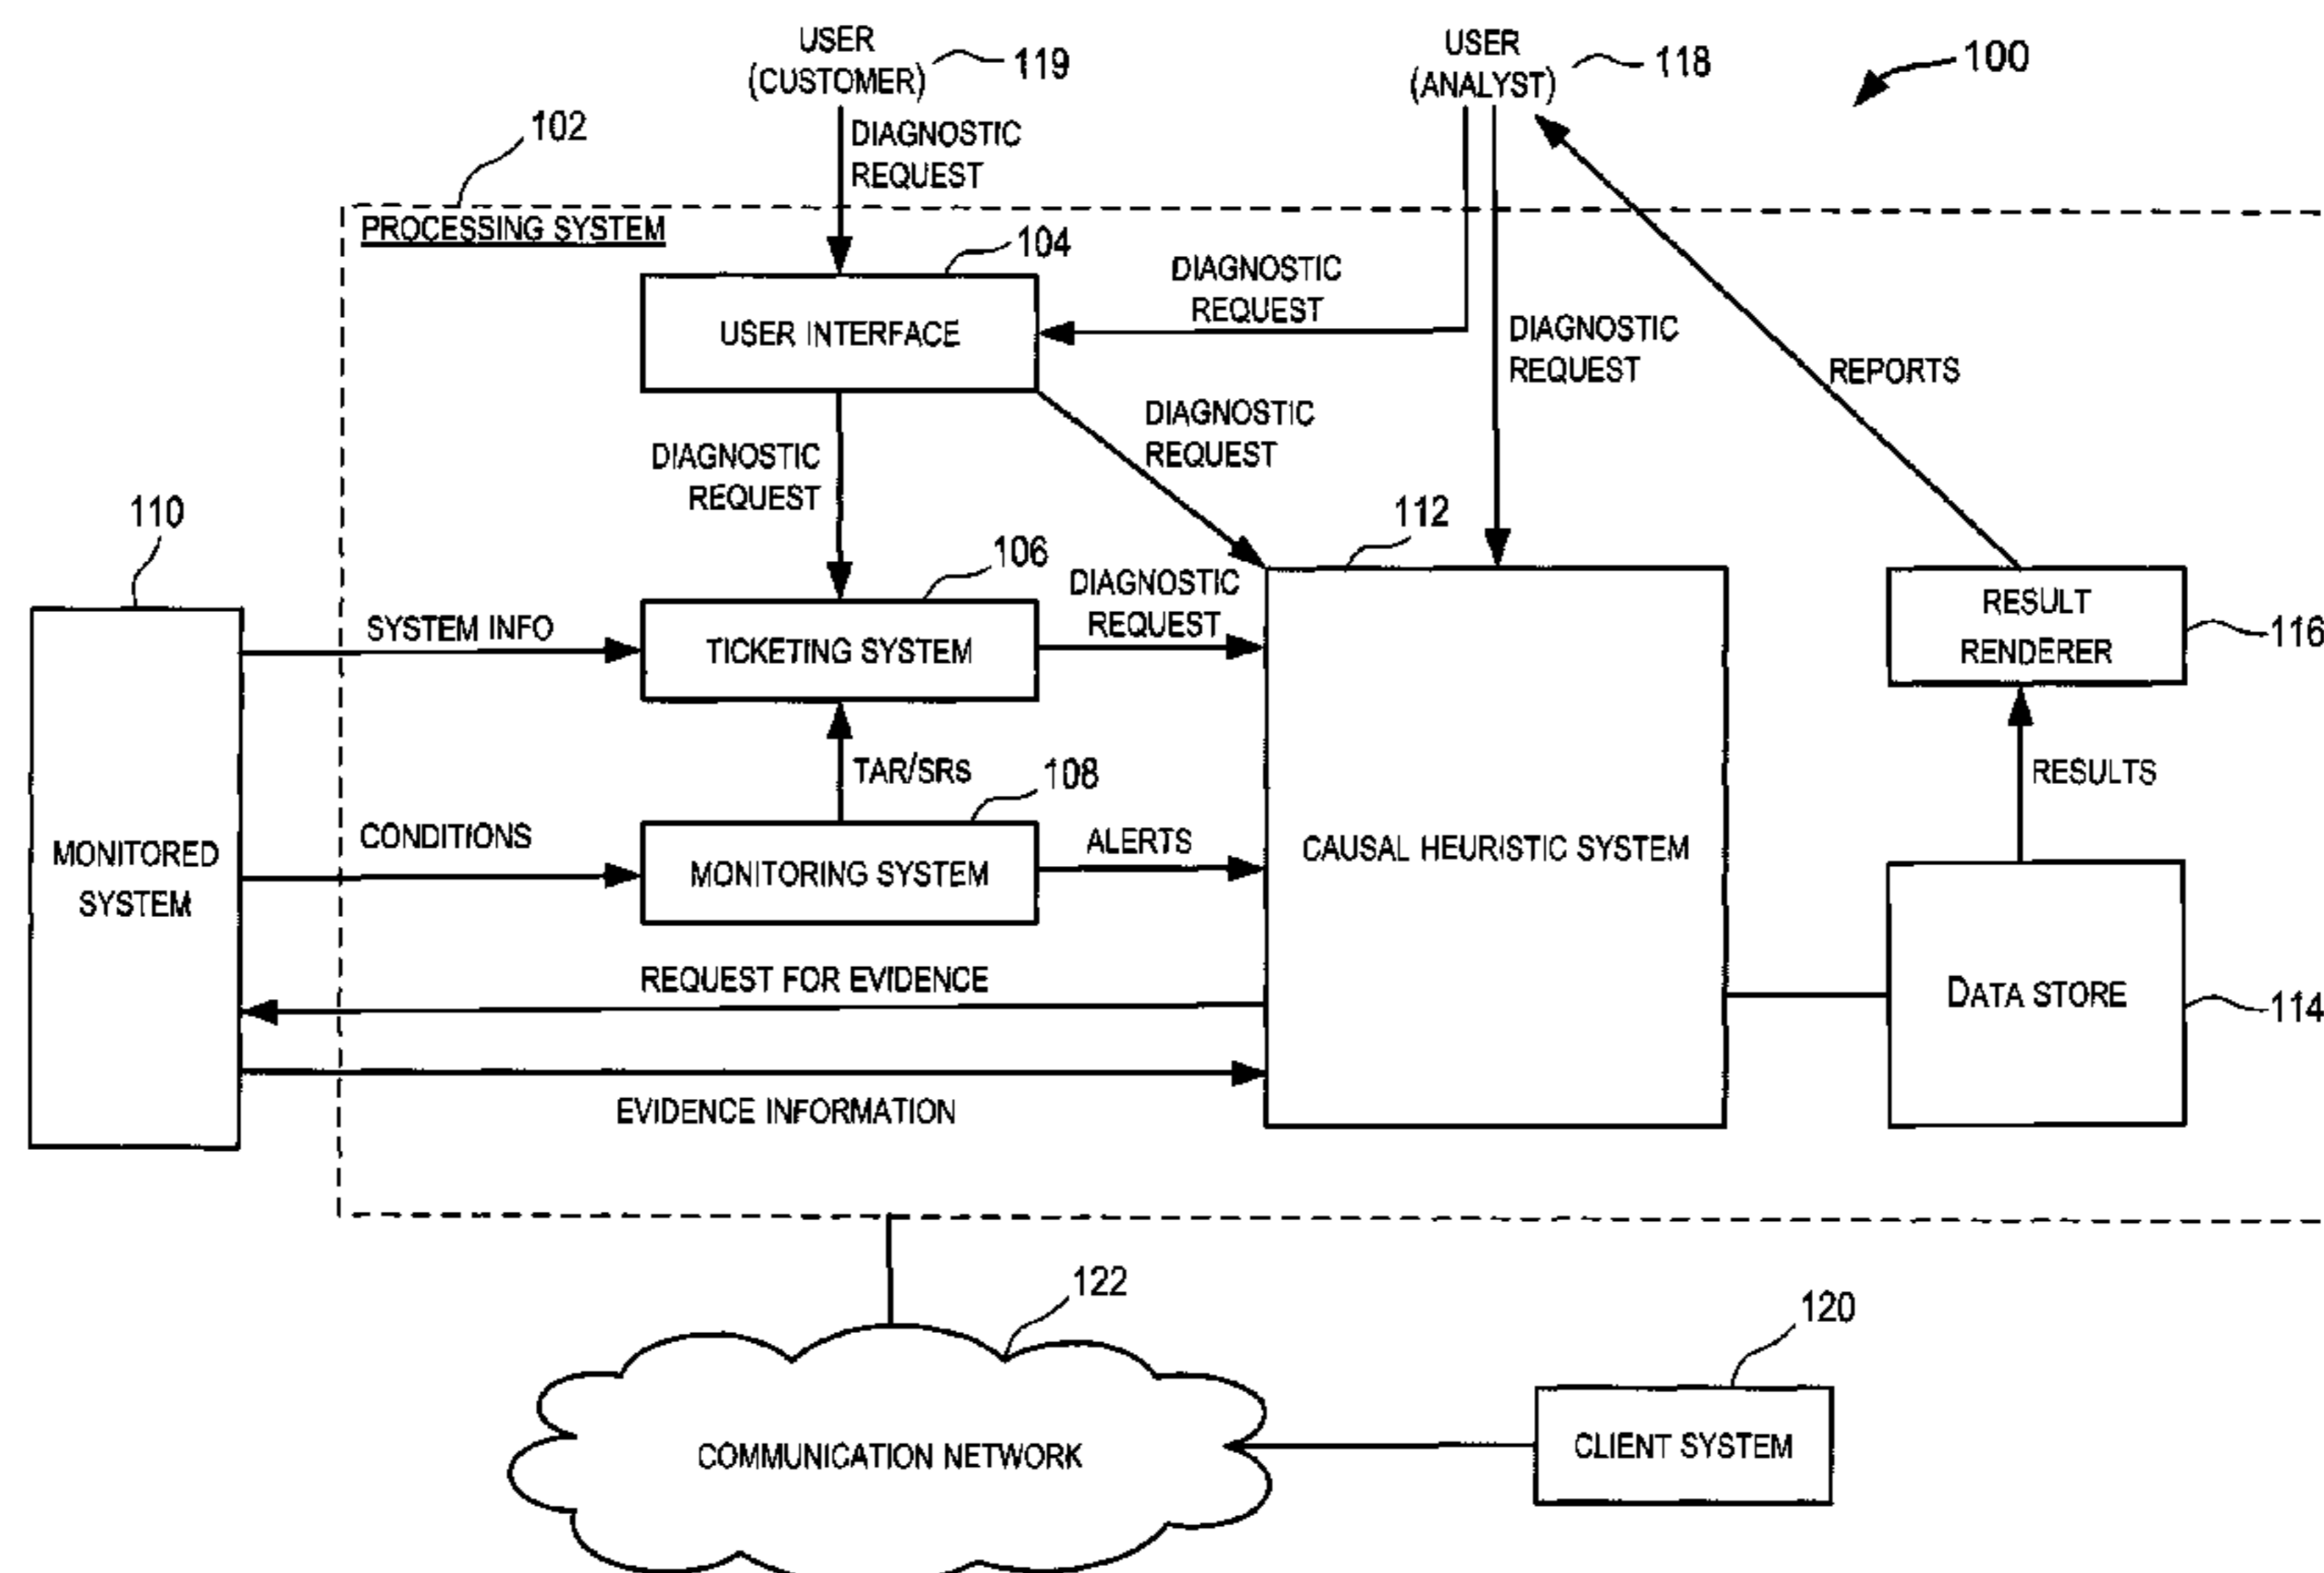 USER
(CUSTOMER)
119
USER
(ANALYST)
118
100
102
DIAGNOSTIC
REQUEST
PROCESSING SYSTEM
104
USER INTERFACE
DIAGNOSTIC
REQUEST
DIAGNOSTIC
REQUEST
REPORTS
DIAGNOSTIC
REQUEST
DIAGNOSTIC
REQUEST
110
106
112
SYSTEM INFO
TICKETING SYSTEM
DIAGNOSTIC
REQUEST
RESULT
RENDERER
116
TAR/SRS
108
RESULTS
MONITORED
SYSTEM
CONDITIONS
MONITORING SYSTEM
ALERTS
CAUSAL HEURISTIC SYSTEM
REQUEST FOR EVIDENCE
DATA STORE
114
EVIDENCE INFORMATION
122
120
COMMUNICATION NETWORK
CLIENT SYSTEM